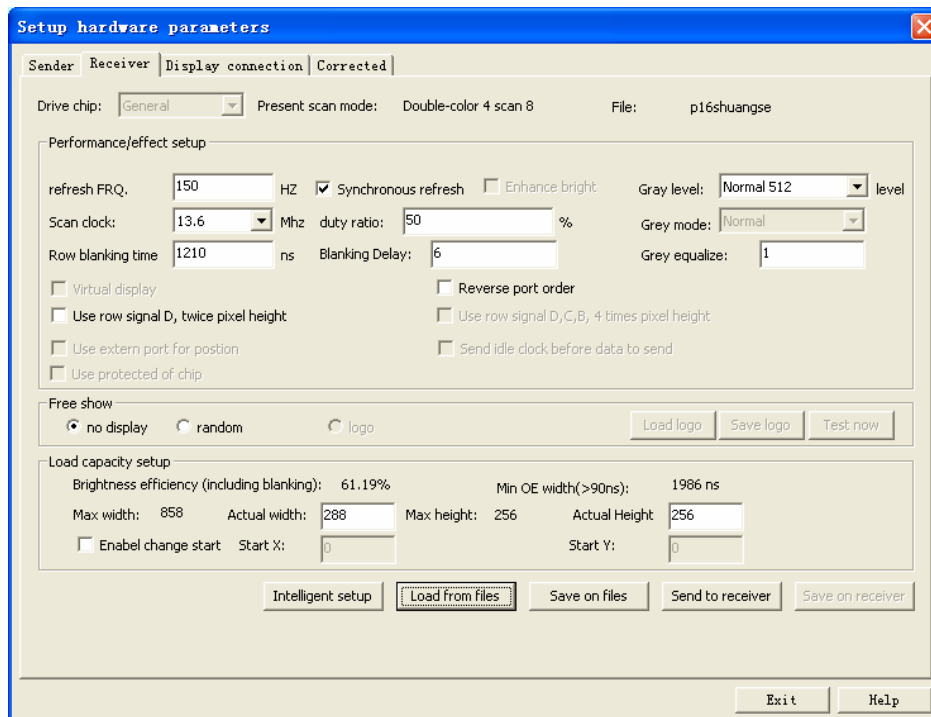 Setup hardware parameters
Sender Receiver Display connection Corrected
Drive chip: General Present scan mode: Double-color 4 scan 8 File: p16shuangse
Performance/effect setup
refresh FRQ. 150 HZ Synchronous refresh Enhance bright Gray level: Normal 512 level
Scan clock: 13.6 Mhz duty ratio: 50 % Grey mode: Normal
Row blanking time 1210 ns Blanking Delay: 6 Grey equalize: 1
Virtual display Reverse port order
Use row signal D, twice pixel height Use row signal D,C,B, 4 times pixel height
Use extern port for postion Send idle clock before data to send
Use protected of chip
Free show
no display random logo Load logo Save logo Test now
Load capacity setup
Brightness efficiency (including blanking): 61.19% Min OE width(>90ns): 1986 ns
Max width: 858 Actual width: 288 Max height: 256 Actual Height 256
Enabel change start Start X: 0 Start Y: 0
Intelligent setup Load from files Save on files Send to receiver Save on receiver
Exit Help